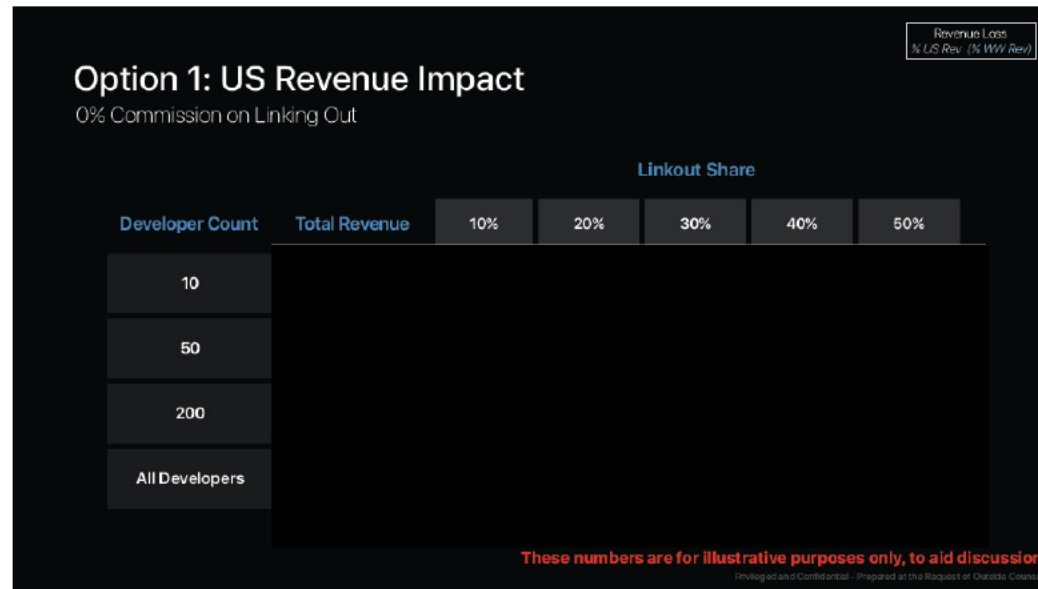 Revenue Loss
% US Rev (% WW Rev)
Option 1: US Revenue Impact
0% Commission on Linking Out
Linkout Share
Developer Count Total Revenue 10% 20% 30% 40% 50%
10
50
200
All Developers
These numbers are for illustrative purposes only, to aid discussion
Privileged and Confidential – Prepared at the Request of Outside Counse